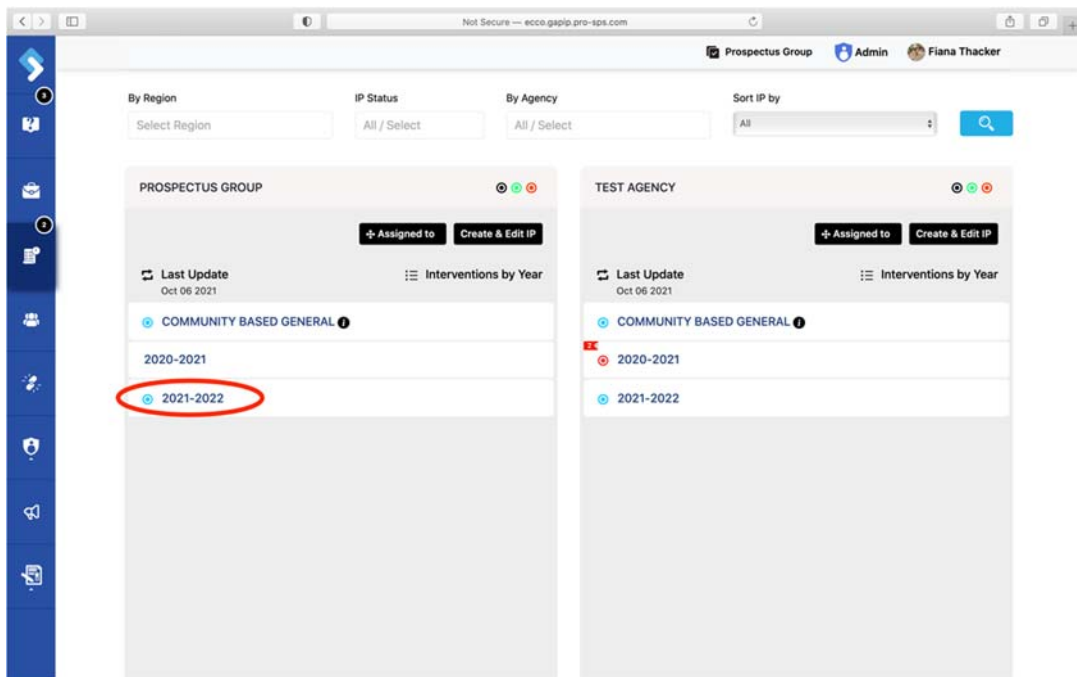 Not Secure — ecco.gapip.pro-sps.com
Prospectus Group Admin Fiana Thacker
3
By Region IP Status By Agency Sort IP by
Select Region All / Select All / Select All
PROSPECTUS GROUP
Assigned to Create & Edit IP
Last Update Interventions by Year
Oct 06 2021
COMMUNITY BASED GENERAL
2020-2021
2021-2022
TEST AGENCY
Assigned to Create & Edit IP
Last Update Interventions by Year
Oct 06 2021
COMMUNITY BASED GENERAL
2
2020-2021
2021-2022
2